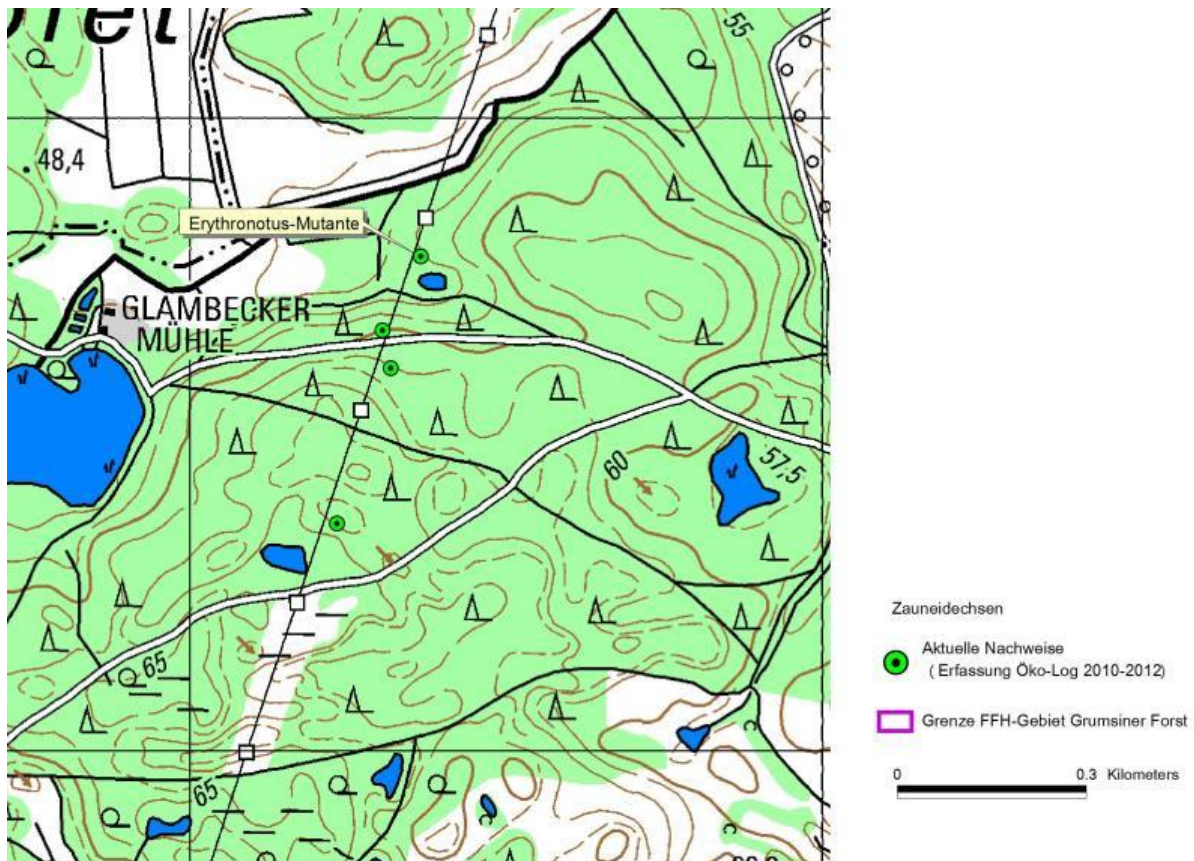 55
48,4
Erythronotus-Mutante
GLAMBECKER
MÜHLE
60
57,5
65
65
Zauneidechsen
Aktuelle Nachweise
( Erfassung Öko-Log 2010-2012)
Grenze FFH-Gebiet Grumsiner Forst
0 0.3 Kilometers